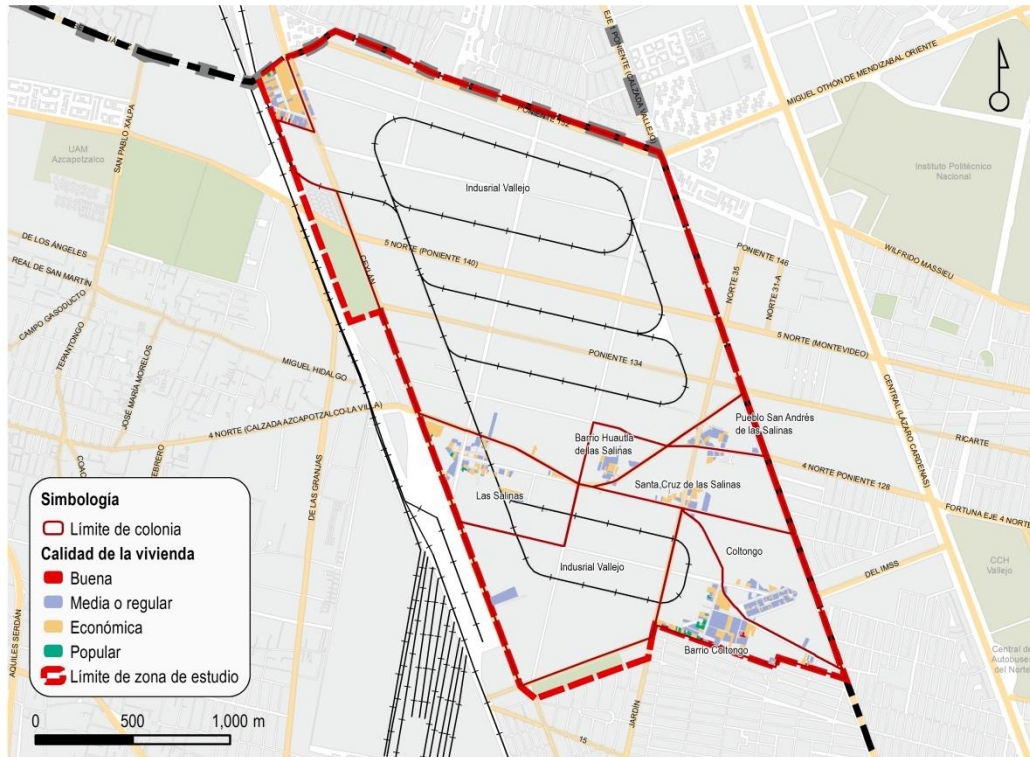 EJE
PONIENTE (CALZADA VALLEJO)
MIGUEL OTHÓN DE MENDIZABAL ORIENTE
SAN PABLO XALPA
UAM
Azcapotzalco
PONIENTE 152
Indusrial Vallejo
Instituto Politécnico
Nacional
DE LOS ÁNGELES
REAL DE SAN MARTÍN
CAMPO GASODUCTO
TEPANTONGO
JOSÉ MARÍA MORELOS
MIGUEL HIDALGO
CEYLÁN
5 NORTE (PONIENTE 140)
PONIENTE 134
NORTE 35
NORTE 31-A
PONIENTE 146
WILFRIDO MASSIEU
5 NORTE (MONTEVIDEO)
CENTRAL (LÁZARO CÁRDENAS)
RICARTE
4 NORTE (CALZADA AZCAPOTZALCO-LA VILLA)
COAC
FEBRERO
DE LAS GRANJAS
Pueblo San Andrés
de las Salinas
Barrio Huautla
de las Salinas
4 NORTE PONIENTE 128
FORTUNA EJE 4 NORTE
Las Salinas
Santa Cruz de las Salinas
Coltongo
Indusrial Vallejo
DEL IMSS
CCH
Vallejo
Barrio Coltongo
Central de
Autobuses
del Norte
JARDÍN
15
AQUILES SERDÁN
Simbología
Límite de colonia
Calidad de la vivienda
Buena
Media o regular
Económica
Popular
Límite de zona de estudio
0 500 1,000 m